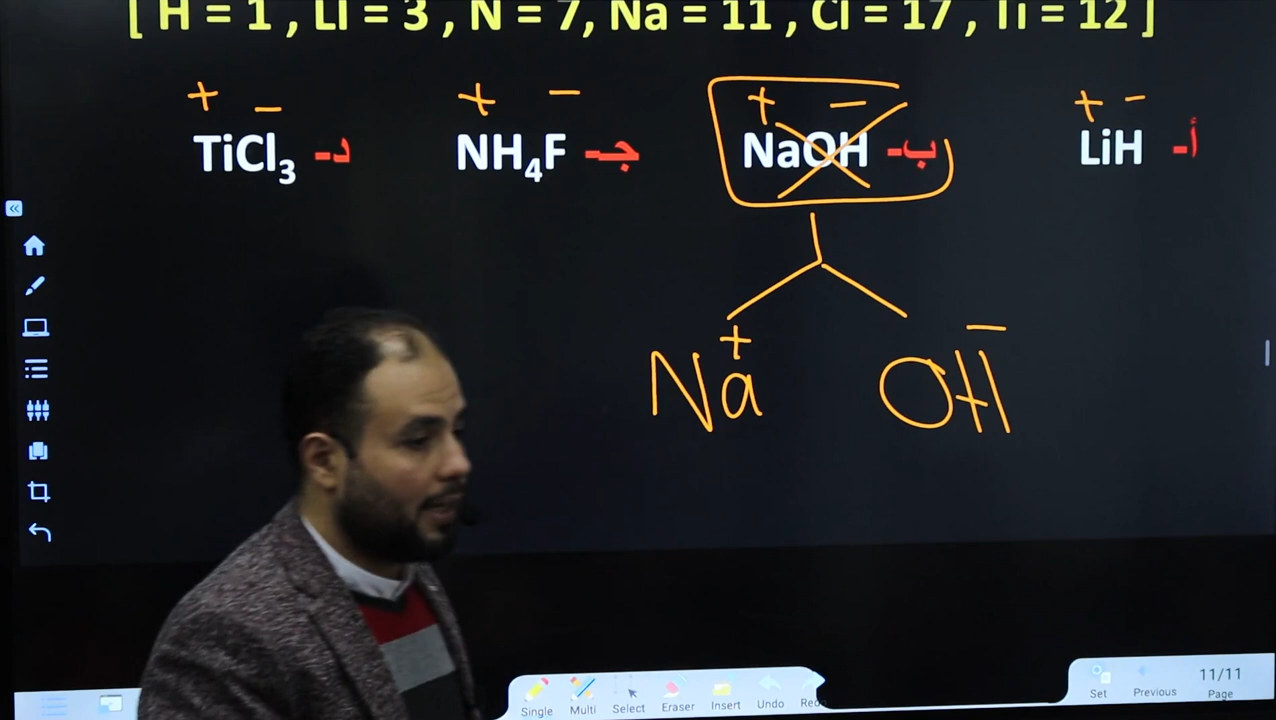 [ H = 1 , Li = 3 , N = 7, Na = 11 , Cl = 17 , Ti = 12 ]
+ - + - + - + -
أ- LiH ب- NaOH جـ- NH₄F د- TiCl₃
Na⁺ OH⁻
11/11
Single Multi Select Eraser Insert Undo Set Previous Page